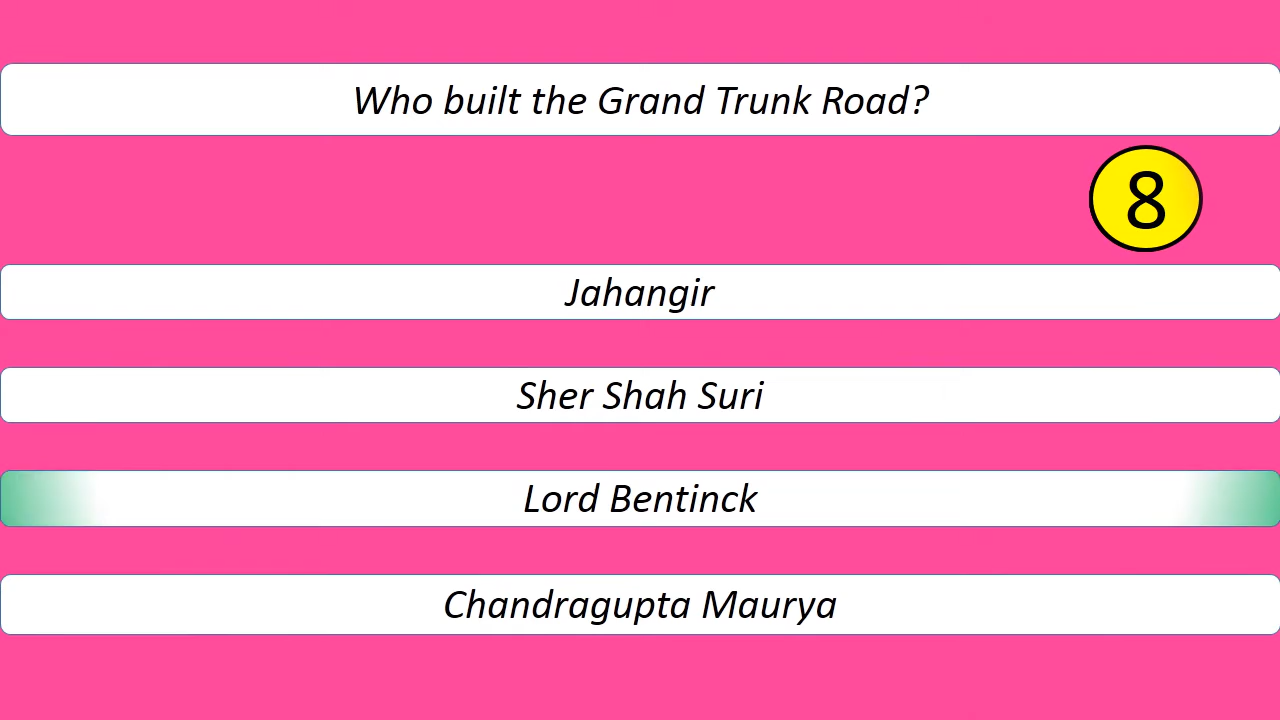 Who built the Grand Trunk Road?
8
Jahangir
Sher Shah Suri
Lord Bentinck
Chandragupta Maurya